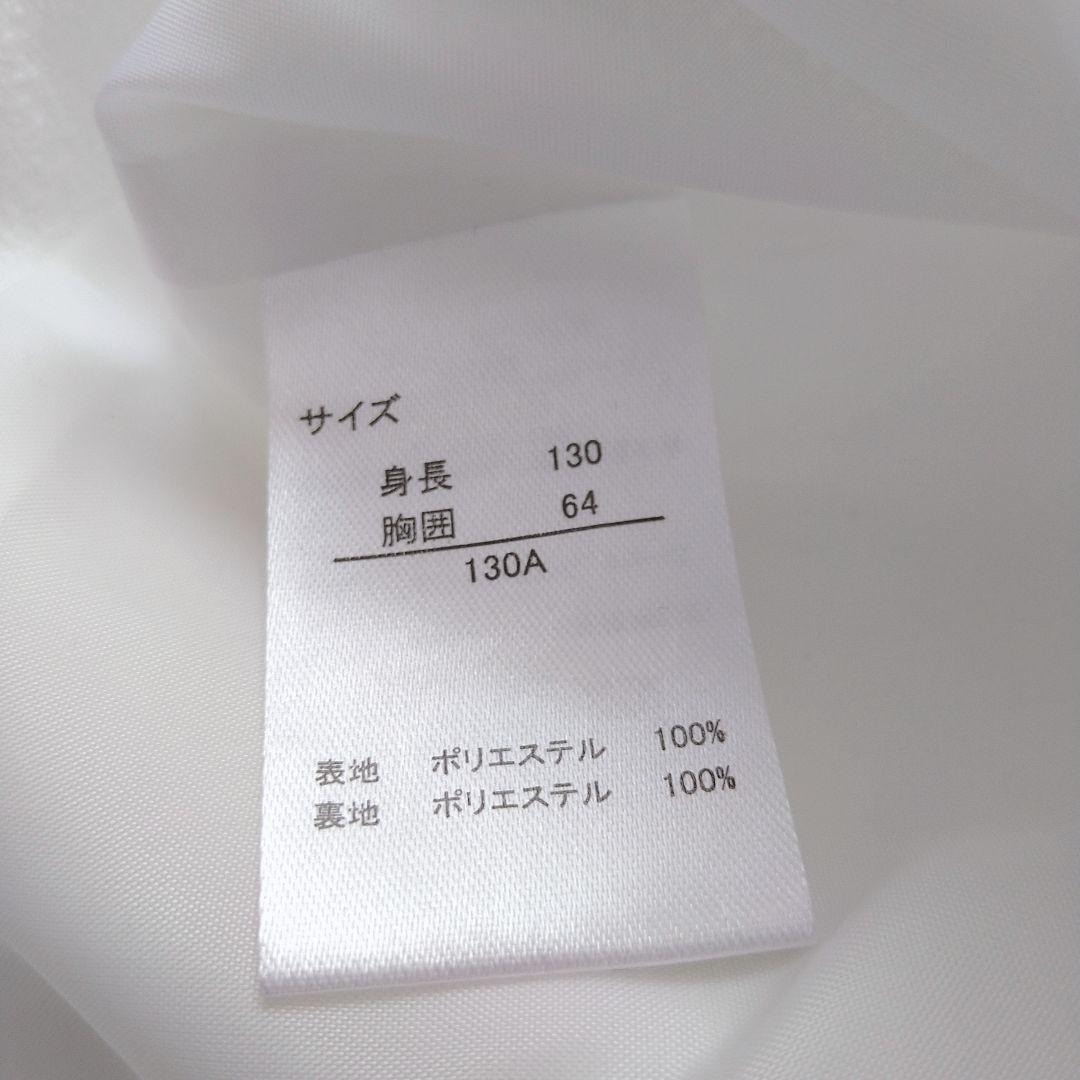 サイズ
身長 130
胸囲 64
130A
表地 ポリエステル 100%
裏地 ポリエステル 100%